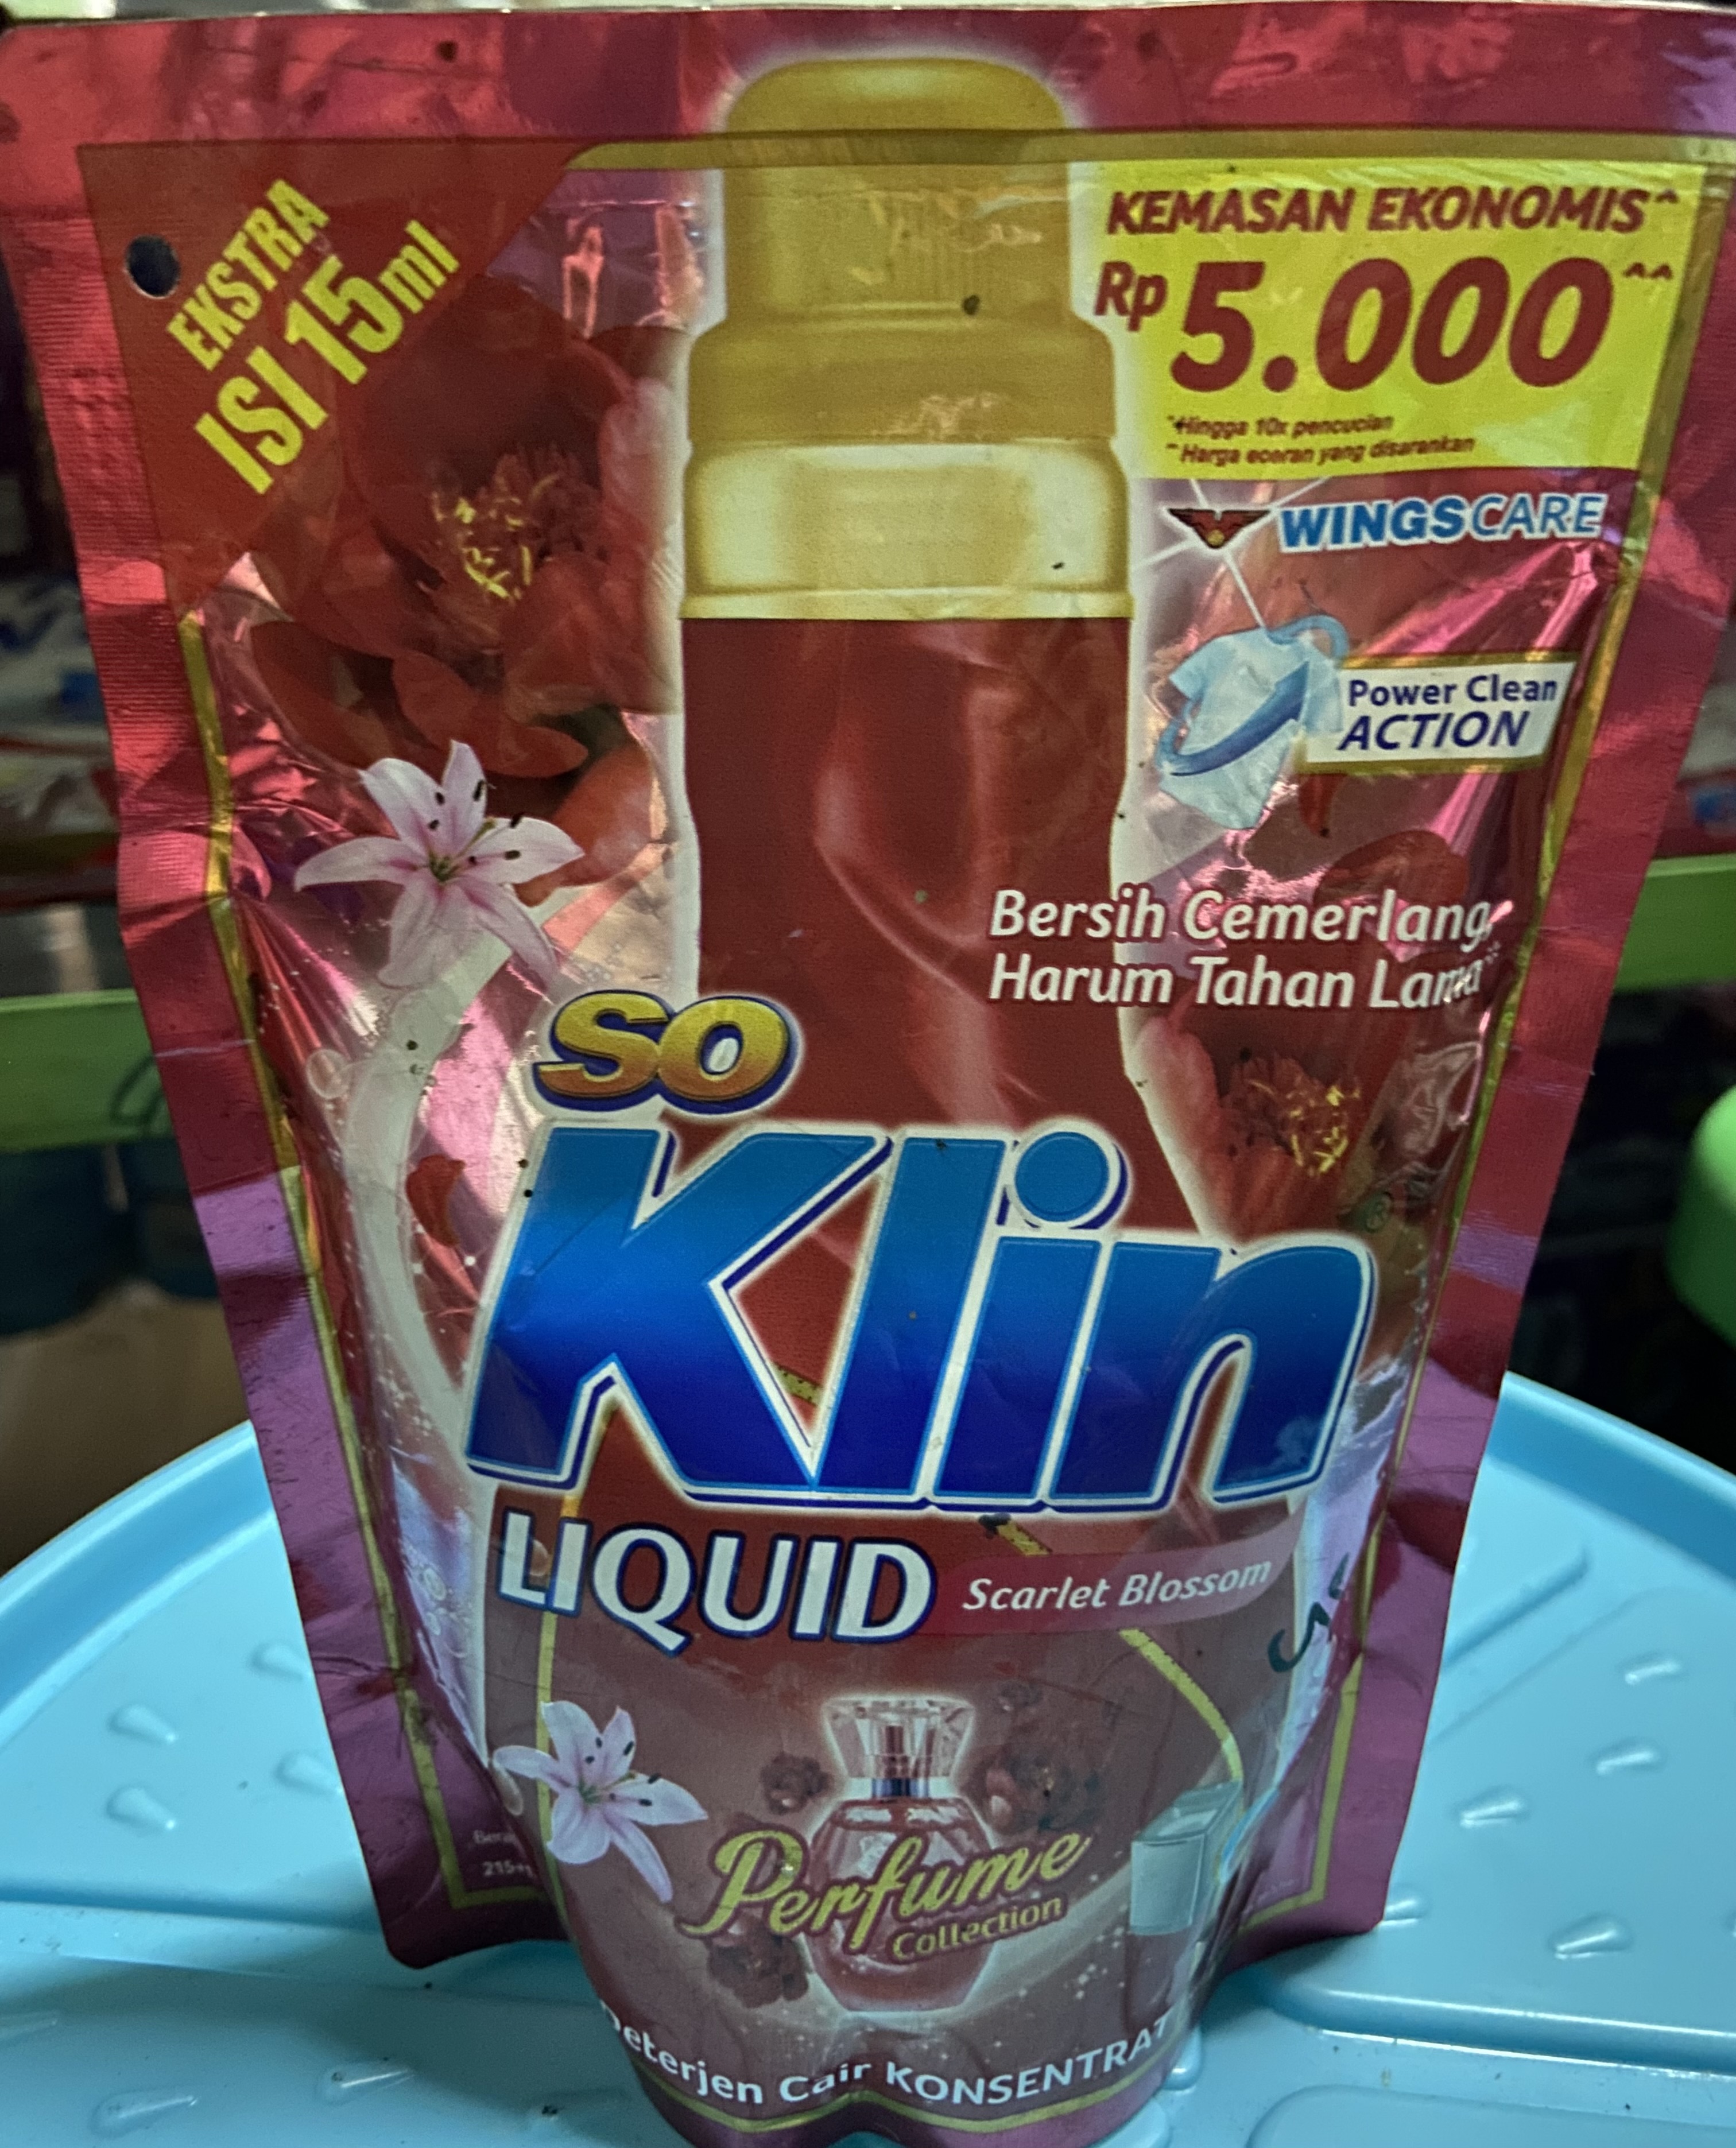 EKSTRA
ISI 15ml
KEMASAN EKONOMIS^
Rp 5.000^^
^Hingga 10x pencucian
^^Harga eceran yang disarankan
WINGSCARE
Power Clean
ACTION
Bersih Cemerlang,
Harum Tahan Lama
SO
Klin
LIQUID
Scarlet Blossom
Perfume
Collection
Deterjen Cair KONSENTRAT